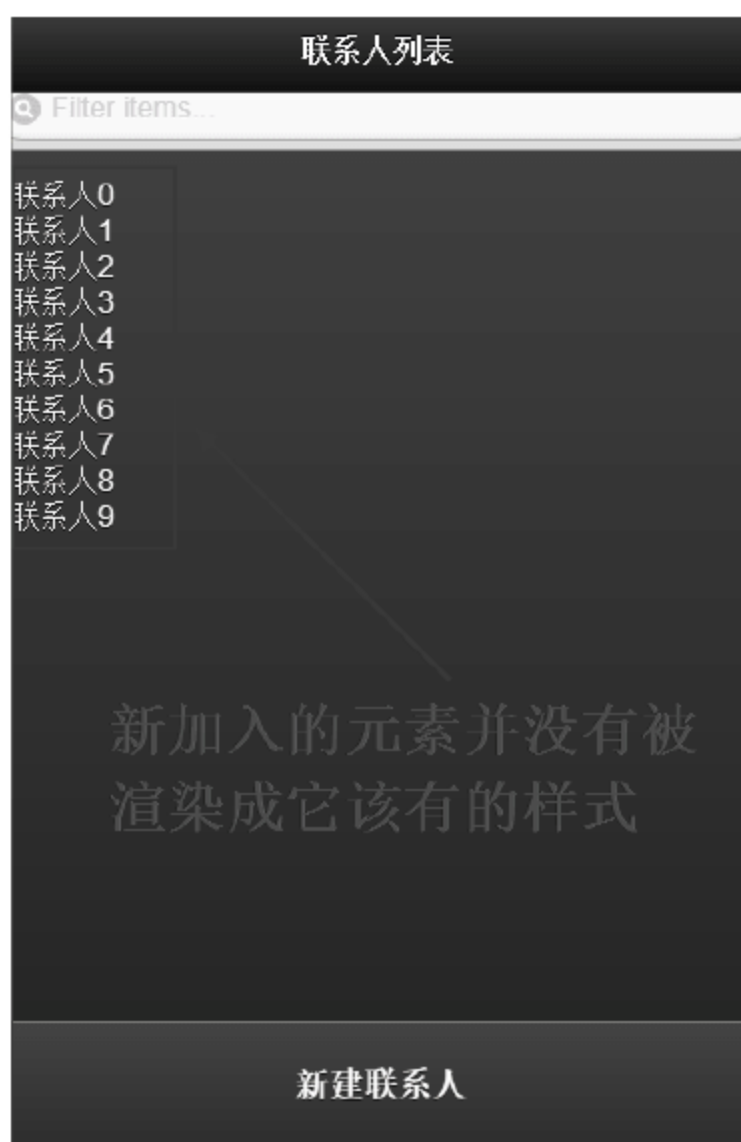 联系人列表
Filter items...
联系人0
联系人1
联系人2
联系人3
联系人4
联系人5
联系人6
联系人7
联系人8
联系人9
新加入的元素并没有被
渲染成它该有的样式
新建联系人